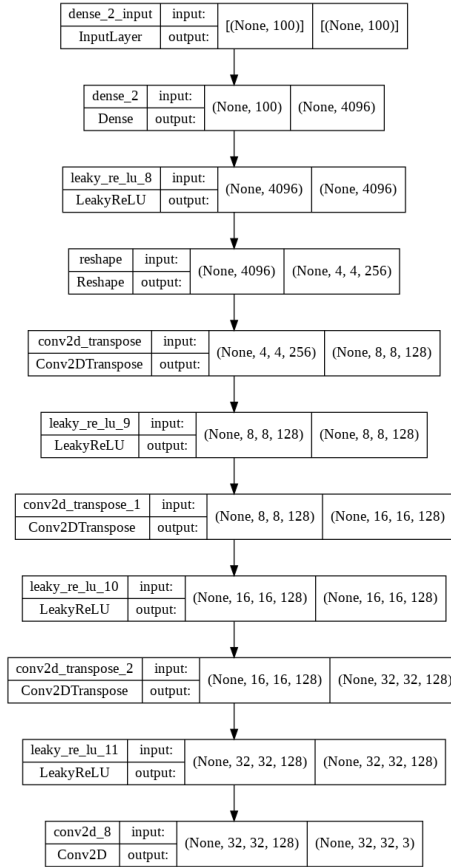 dense_2_input input: [(None, 100)] [(None, 100)]
InputLayer output:
dense_2 input: (None, 100) (None, 4096)
Dense output:
leaky_re_lu_8 input: (None, 4096) (None, 4096)
LeakyReLU output:
reshape input: (None, 4096) (None, 4, 4, 256)
Reshape output:
conv2d_transpose input: (None, 4, 4, 256) (None, 8, 8, 128)
Conv2DTranspose output:
leaky_re_lu_9 input: (None, 8, 8, 128) (None, 8, 8, 128)
LeakyReLU output:
conv2d_transpose_1 input: (None, 8, 8, 128) (None, 16, 16, 128)
Conv2DTranspose output:
leaky_re_lu_10 input: (None, 16, 16, 128) (None, 16, 16, 128)
LeakyReLU output:
conv2d_transpose_2 input: (None, 16, 16, 128) (None, 32, 32, 128)
Conv2DTranspose output:
leaky_re_lu_11 input: (None, 32, 32, 128) (None, 32, 32, 128)
LeakyReLU output:
conv2d_8 input: (None, 32, 32, 128) (None, 32, 32, 3)
Conv2D output: